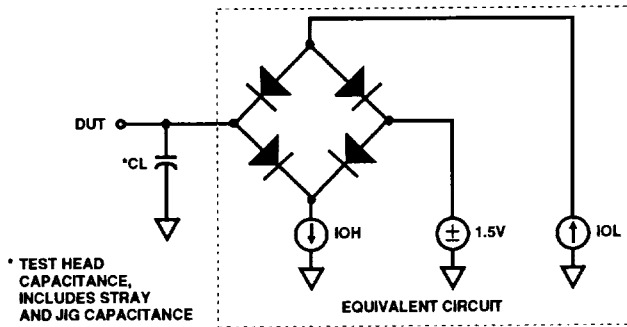 DUT
*CL
IOH
±
1.5V
IOL
* TEST HEAD
CAPACITANCE,
INCLUDES STRAY
AND JIG CAPACITANCE
EQUIVALENT CIRCUIT